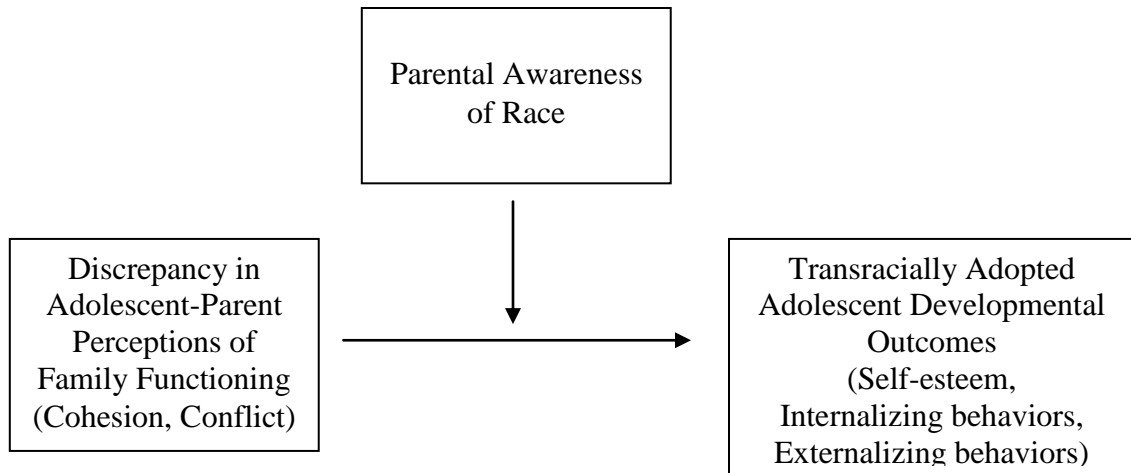 Parental Awareness
of Race
Discrepancy in
Adolescent-Parent
Perceptions of
Family Functioning
(Cohesion, Conflict)
Transracially Adopted
Adolescent Developmental
Outcomes
(Self-esteem,
Internalizing behaviors,
Externalizing behaviors)